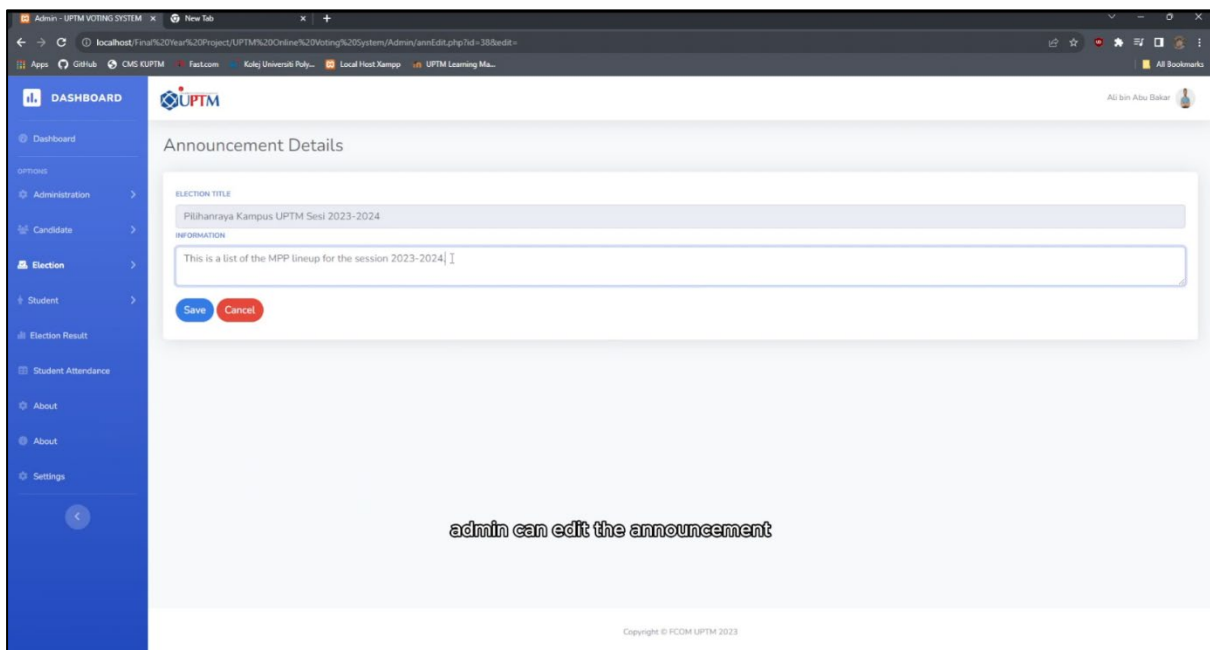 Admin - UPTM VOTING SYSTEM
New Tab
localhost/Final%20Year%20Project/UPTM%20Online%20Voting%20System/Admin/annEdit.php?id=38&edit=
Apps GitHub CMS KUPTM Fast.com Kolej Universiti Poly... Local Host Xampp UPTM Learning Ma... All Bookmarks
DASHBOARD
UPTM
Ali bin Abu Bakar
Dashboard
OPTIONS
Administration
Candidate
Election
Student
Election Result
Student Attendance
About
About
Settings
Announcement Details
ELECTION TITLE
Pilihanraya Kampus UPTM Sesi 2023-2024
INFORMATION
This is a list of the MPP lineup for the session 2023-2024
Save Cancel
admin can edit the announcement
Copyright © FCOM UPTM 2023